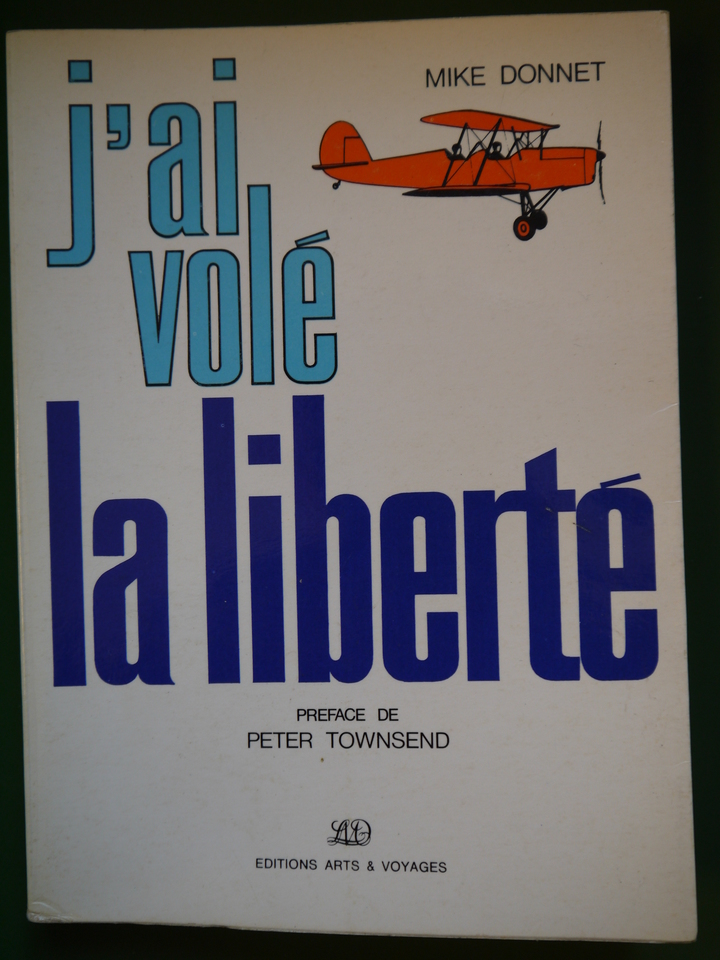 MIKE DONNET
j'ai
volé
la liberté
PREFACE DE
PETER TOWNSEND
EDITIONS ARTS & VOYAGES